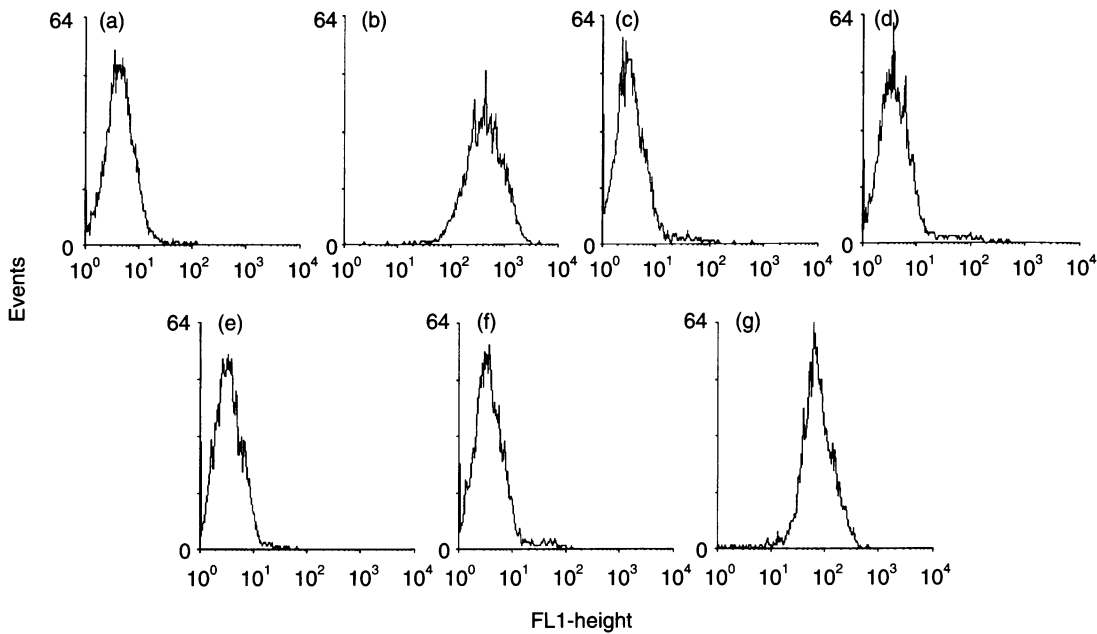 64 (a) 64 (b) 64 (c) 64 (d)
0 0 0 0
10⁰ 10¹ 10² 10³ 10⁴ 10⁰ 10¹ 10² 10³ 10⁴ 10⁰ 10¹ 10² 10³ 10⁴ 10⁰ 10¹ 10² 10³ 10⁴
Events
64 (e) 64 (f) 64 (g)
0 0 0
10⁰ 10¹ 10² 10³ 10⁴ 10⁰ 10¹ 10² 10³ 10⁴ 10⁰ 10¹ 10² 10³ 10⁴
FL1-height